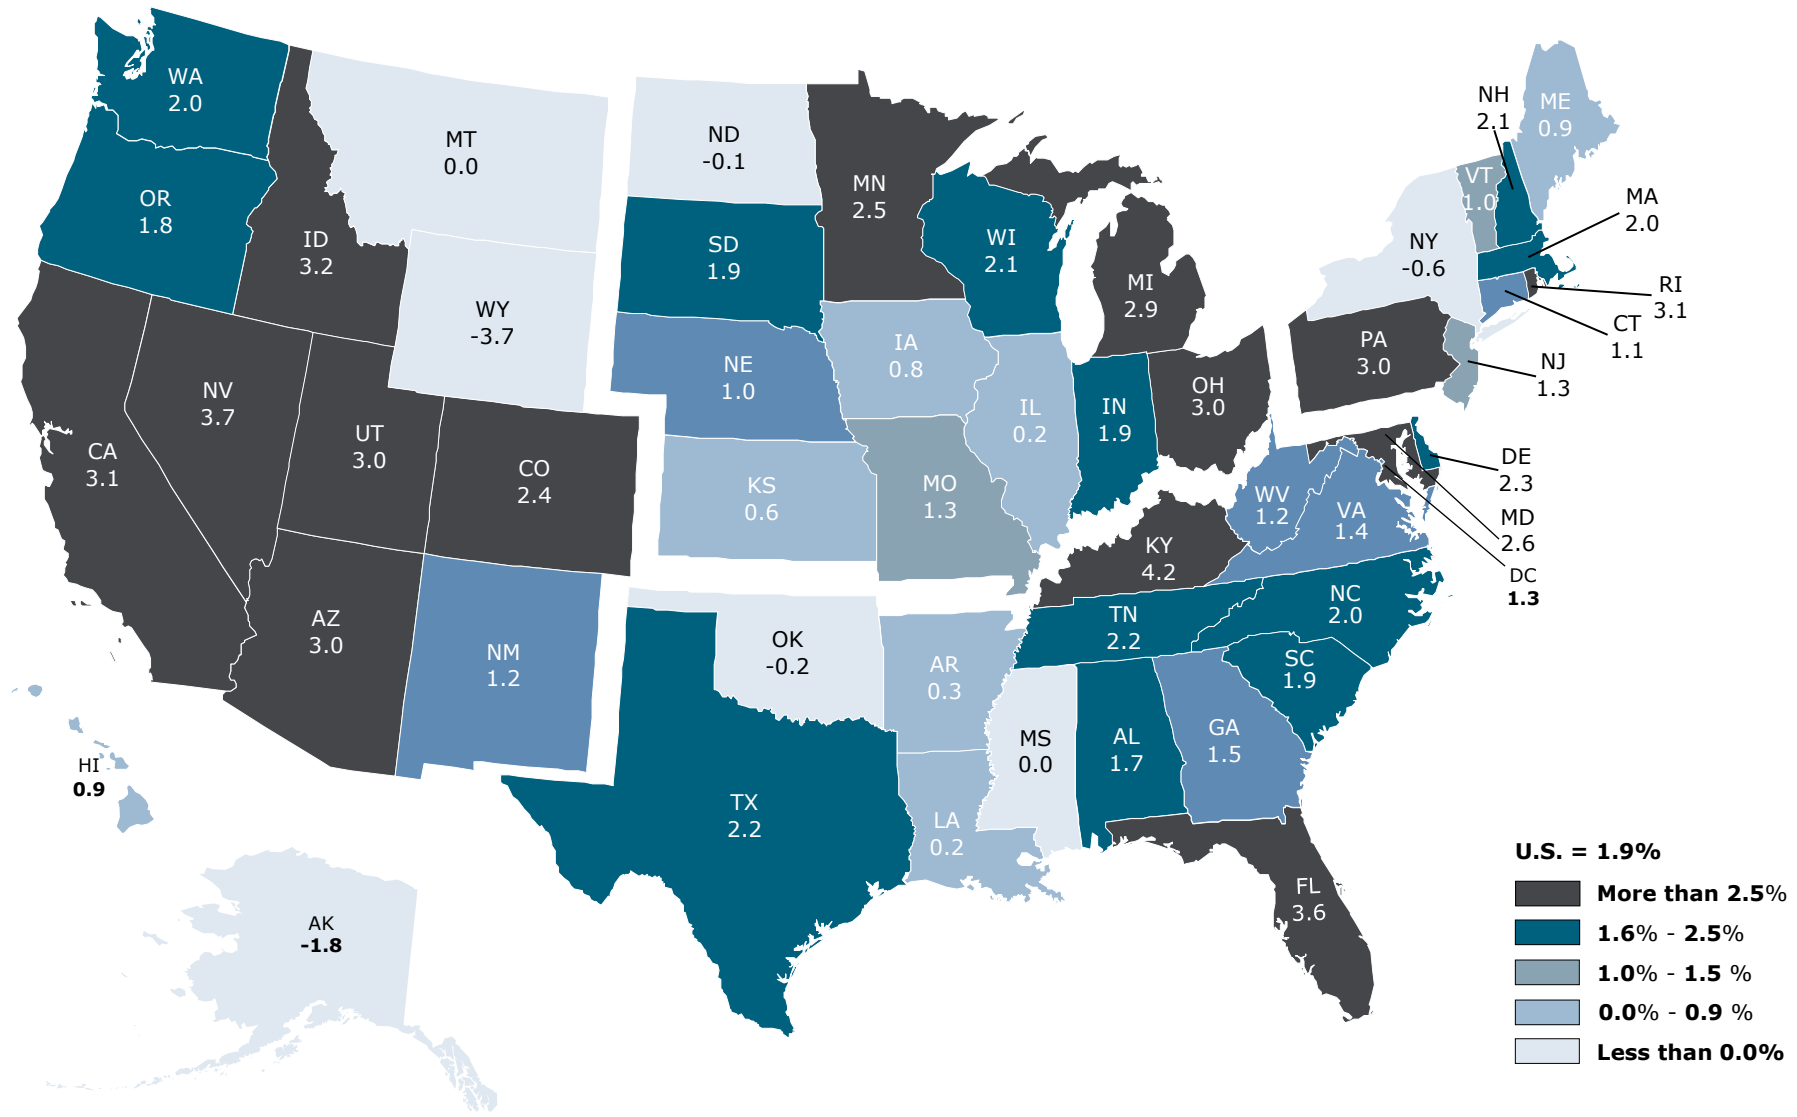 WA
2.0
OR
1.8
ID
3.2
MT
0.0
WY
-3.7
ND
-0.1
SD
1.9
MN
2.5
WI
2.1
MI
2.9
NH
2.1
ME
0.9
VT
1.0
MA
2.0
NY
-0.6
RI
3.1
CT
1.1
NJ
1.3
PA
3.0
CA
3.1
NV
3.7
UT
3.0
CO
2.4
NE
1.0
IA
0.8
KS
0.6
MO
1.3
IL
0.2
IN
1.9
OH
3.0
WV
1.2
VA
1.4
DE
2.3
MD
2.6
DC
1.3
KY
4.2
TN
2.2
NC
2.0
SC
1.9
AZ
3.0
NM
1.2
OK
-0.2
AR
0.3
TX
2.2
LA
0.2
MS
0.0
AL
1.7
GA
1.5
FL
3.6
HI
0.9
AK
-1.8
U.S. = 1.9%
More than 2.5%
1.6% - 2.5%
1.0% - 1.5 %
0.0% - 0.9 %
Less than 0.0%